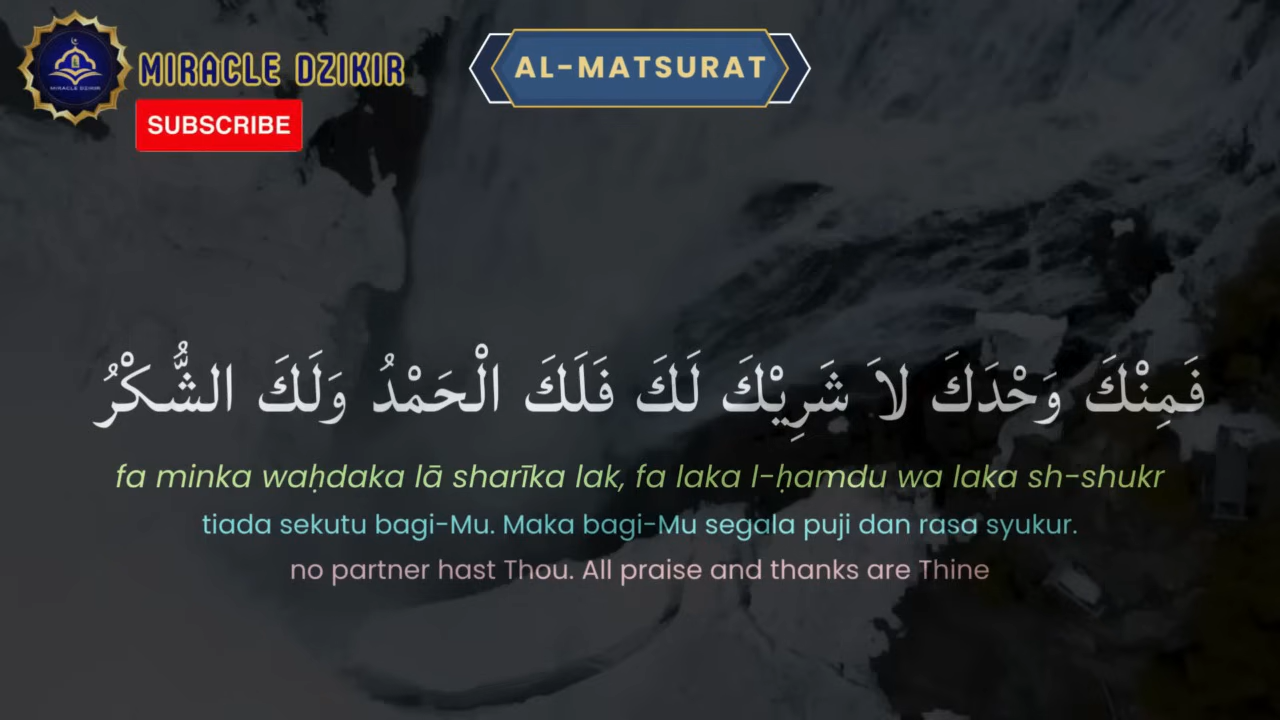 MIRACLE DZIKIR
SUBSCRIBE
AL-MATSURAT
فَمِنْكَ وَحْدَكَ لاَ شَرِيْكَ لَكَ فَلَكَ الْحَمْدُ وَلَكَ الشُّكْرُ
fa minka waḥdaka lā sharīka lak, fa laka l-ḥamdu wa laka sh-shukr
tiada sekutu bagi-Mu. Maka bagi-Mu segala puji dan rasa syukur.
no partner hast Thou. All praise and thanks are Thine